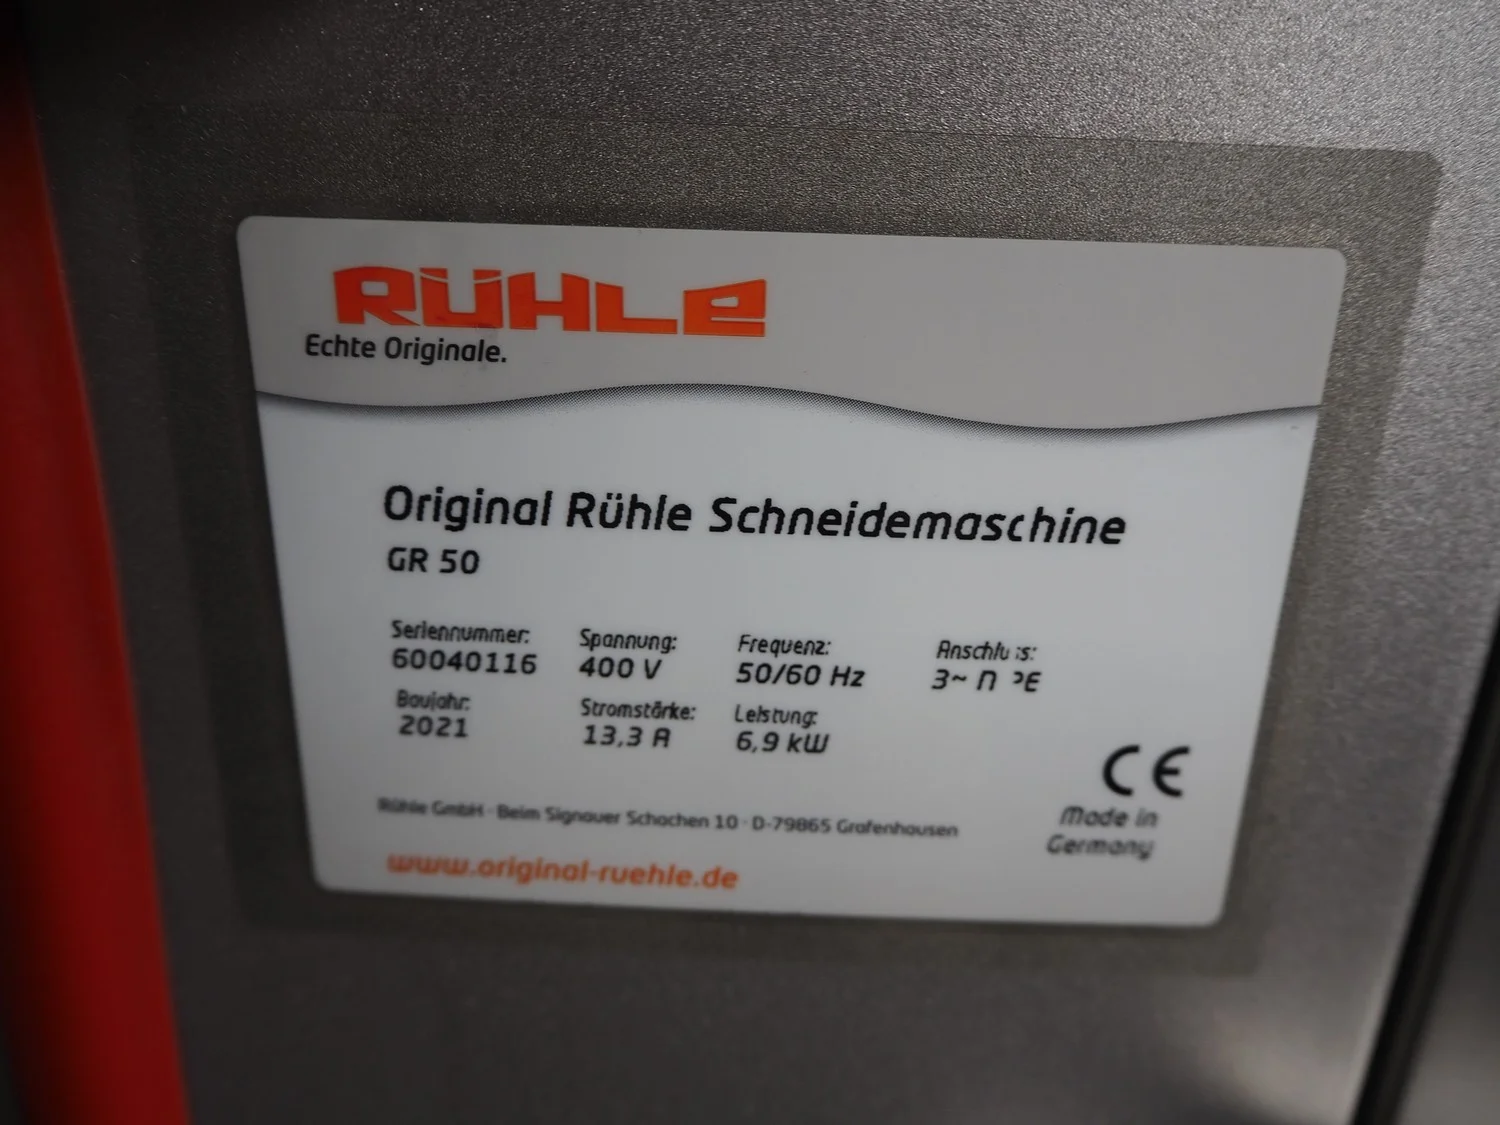 RÜHLE
Echte Originale.
Original Rühle Schneidemaschine
GR 50
Seriennummer: Spannung: Frequenz: Anschluss:
60040116 400 V 50/60 Hz 3~
Baujahr: Stromstärke: Leistung:
2021 13,3 A 6,9 kW
CE
Made in
Germany
Rühle GmbH · Beim Signauer Schachen 10 · D-79865 Grafenhausen
www.original-ruehle.de